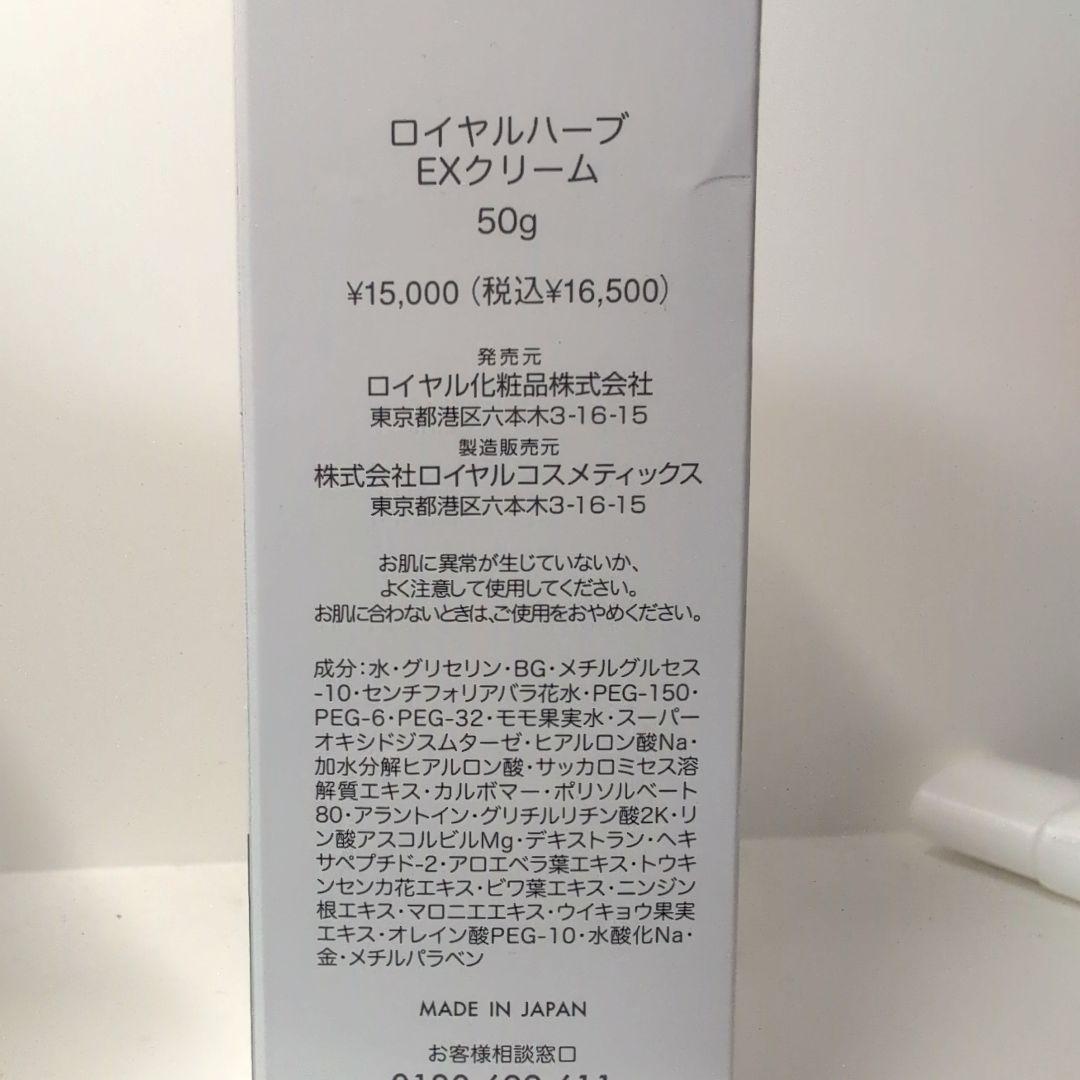 ロイヤルハーブ
EXクリーム
50g
¥15,000（税込¥16,500）
発売元
ロイヤル化粧品株式会社
東京都港区六本木3-16-15
製造販売元
株式会社ロイヤルコスメティックス
東京都港区六本木3-16-15
お肌に異常が生じていないか、
よく注意して使用してください。
お肌に合わないときは、ご使用をおやめください。
成分：水・グリセリン・BG・メチルグルセス
-10・センチフォリアバラ花水・PEG-150・
PEG-6・PEG-32・モモ果実水・スーパー
オキシドジスムターゼ・ヒアルロン酸Na・
加水分解ヒアルロン酸・サッカロミセス溶
解質エキス・カルボマー・ポリソルベート
80・アラントイン・グリチルリチン酸2K・リ
ン酸アスコルビルMg・デキストラン・ヘキ
サペプチド-2・アロエベラ葉エキス・トウキ
ンセンカ花エキス・ビワ葉エキス・ニンジン
根エキス・マロニエエキス・ウイキョウ果実
エキス・オレイン酸PEG-10・水酸化Na・
金・メチルパラベン
MADE IN JAPAN
お客様相談窓口